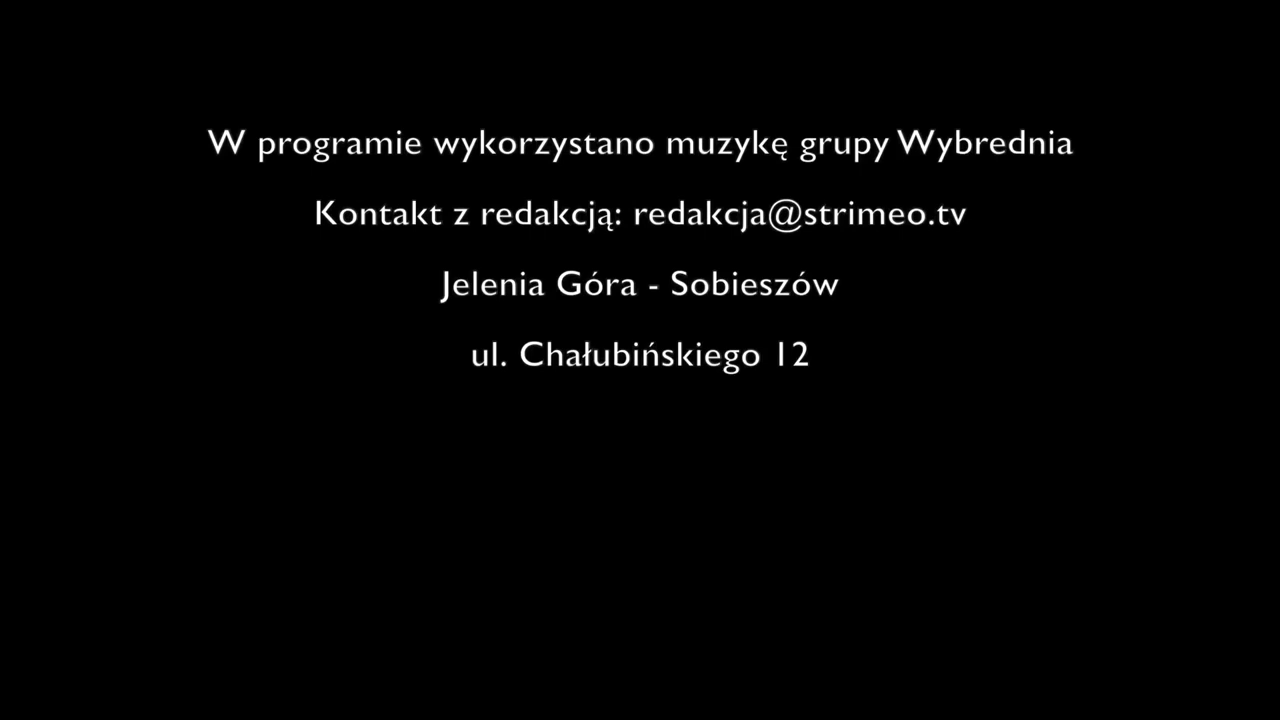 W programie wykorzystano muzykę grupy Wybrednia
Kontakt z redakcją: redakcja@strimeo.tv
Jelenia Góra - Sobieszów
ul. Chałubińskiego 12